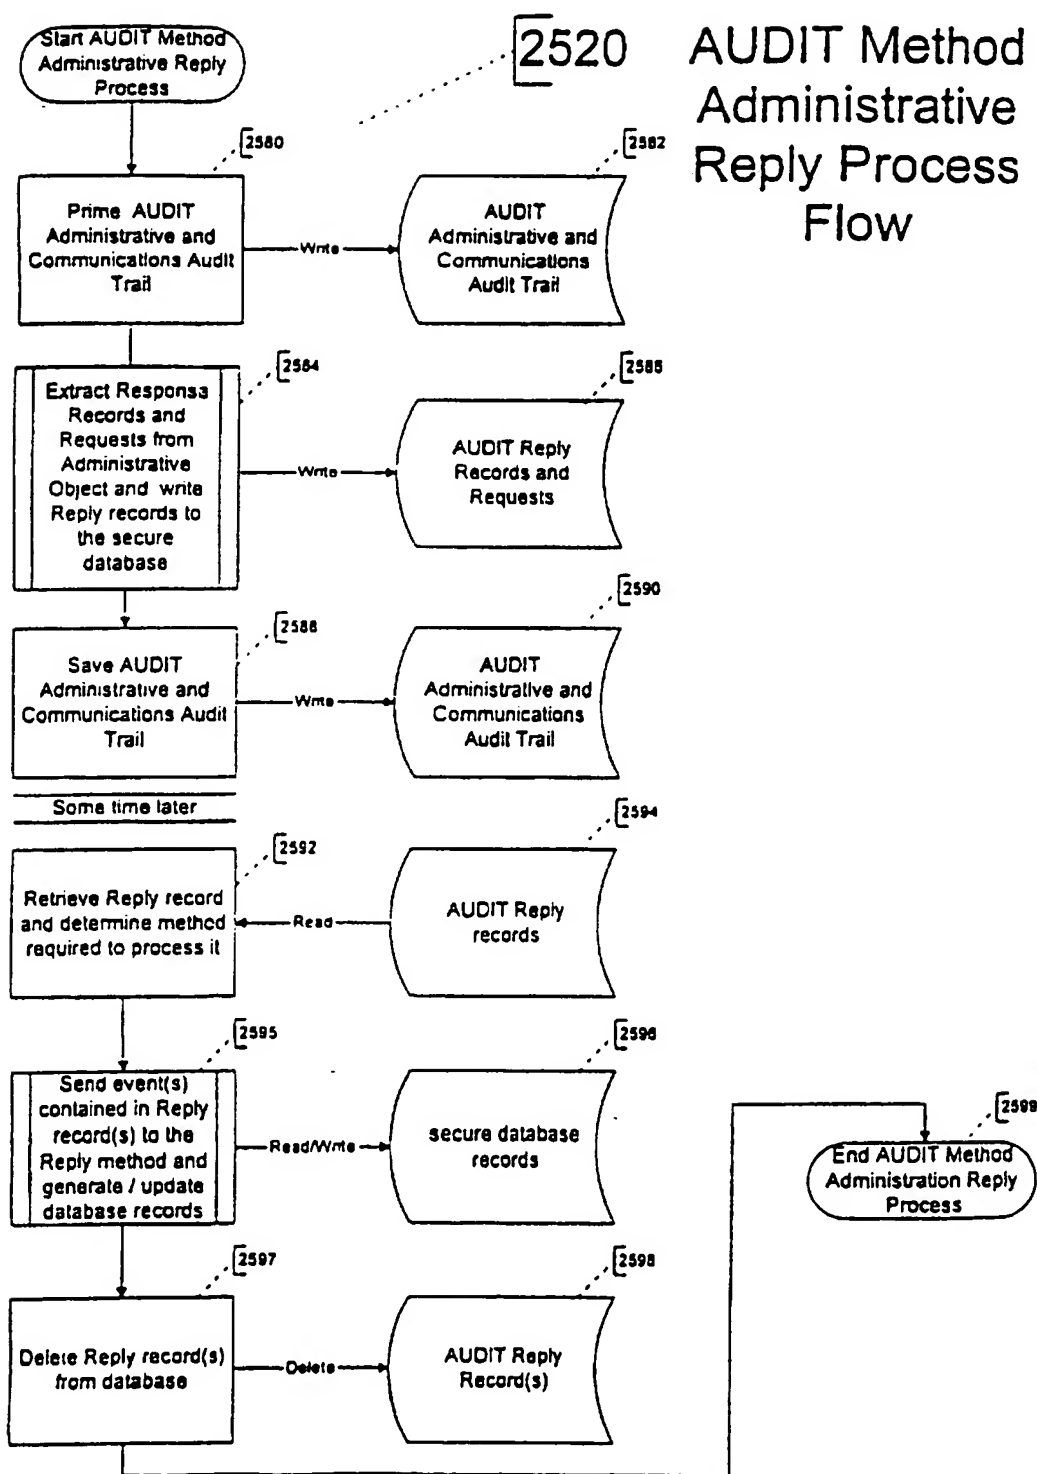 Start AUDIT Method
Administrative Reply
Process
2520
AUDIT Method
Administrative
Reply Process
Flow
2580
2582
Prime AUDIT
Administrative and
Communications Audit
Trail
Write
AUDIT
Administrative and
Communications
Audit Trail
2584
2586
Extract Response
Records and
Requests from
Administrative
Object and write
Reply records to
the secure
database
Write
AUDIT Reply
Records and
Requests
2588
2590
Save AUDIT
Administrative and
Communications Audit
Trail
Write
AUDIT
Administrative and
Communications
Audit Trail
Some time later
2592
2594
Retrieve Reply record
and determine method
required to process it
Read
AUDIT Reply
records
2595
2596
Send event(s)
contained in Reply
record(s) to the
Reply method and
generate / update
database records
Read/Write
secure database
records
2599
End AUDIT Method
Administration Reply
Process
2597
2598
Delete Reply record(s)
from database
Delete
AUDIT Reply
Record(s)